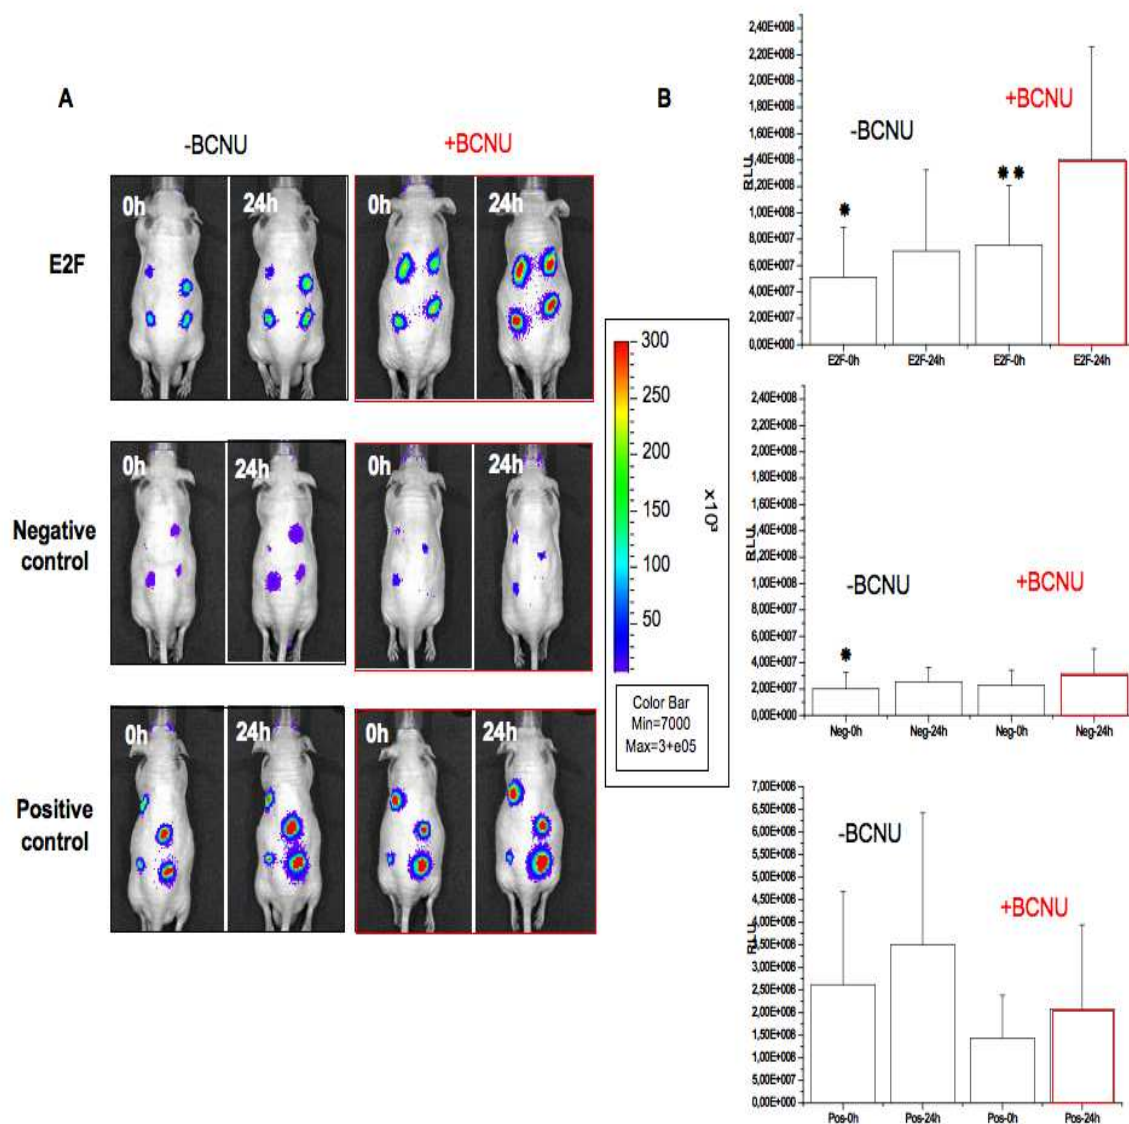 A
-BCNU
+BCNU
E2F
0h
24h
0h
24h
Negative
control
0h
24h
0h
24h
Positive
control
0h
24h
0h
24h
300
250
200
150
100
50
x10³
Color Bar
Min=7000
Max=3+e05
B
2,40E+008
2,20E+008
2,00E+008
1,80E+008
1,60E+008
1,40E+008
1,20E+008
1,00E+008
8,00E+007
6,00E+007
4,00E+007
2,00E+007
0,00E+000
RLU
-BCNU
+BCNU
*
**
E2F-0h
E2F-24h
E2F-0h
E2F-24h
2,40E+008
2,20E+008
2,00E+008
1,80E+008
1,60E+008
1,40E+008
1,20E+008
1,00E+008
8,00E+007
6,00E+007
4,00E+007
2,00E+007
0,00E+000
RLU
-BCNU
+BCNU
*
Neg-0h
Neg-24h
Neg-0h
Neg-24h
7,00E+008
6,50E+008
6,00E+008
5,50E+008
5,00E+008
4,50E+008
4,00E+008
3,50E+008
3,00E+008
2,50E+008
2,00E+008
1,50E+008
1,00E+008
5,00E+007
0,00E+000
RLU
-BCNU
+BCNU
Pos-0h
Pos-24h
Pos-0h
Pos-24h